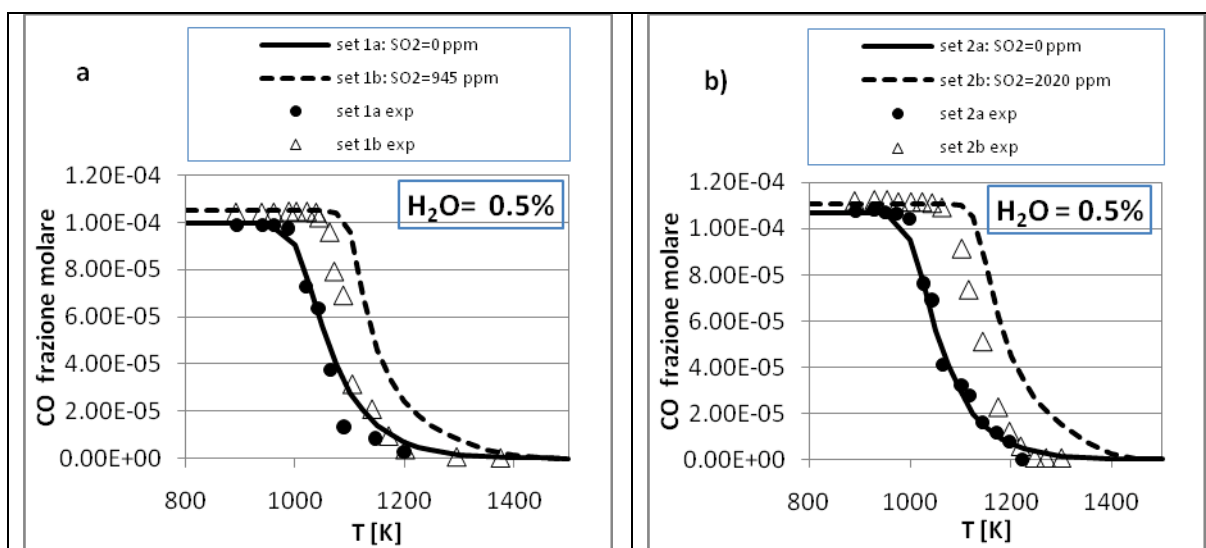 a
set 1a: SO2=0 ppm
set 1b: SO2=945 ppm
set 1a exp
set 1b exp
H2O= 0.5%
CO frazione molare
1.20E-04
1.00E-04
8.00E-05
6.00E-05
4.00E-05
2.00E-05
0.00E+00
800
1000
1200
1400
T [K]
b)
set 2a: SO2=0 ppm
set 2b: SO2=2020 ppm
set 2a exp
set 2b exp
H2O = 0.5%
CO frazione molare
1.20E-04
1.00E-04
8.00E-05
6.00E-05
4.00E-05
2.00E-05
0.00E+00
800
1000
1200
1400
T [K]